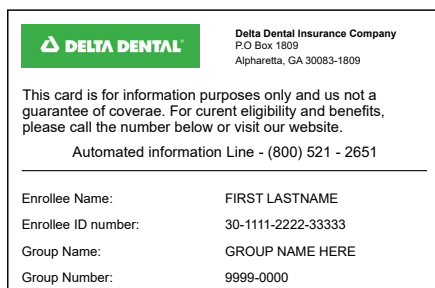 DELTA DENTAL
Delta Dental Insurance Company
P.O Box 1809
Alpharetta, GA 30083-1809
This card is for information purposes only and us not a
guarantee of coverae. For curent eligibility and benefits,
please call the number below or visit our website.
Automated information Line - (800) 521 - 2651
Enrollee Name: FIRST LASTNAME
Enrollee ID number: 30-1111-2222-33333
Group Name: GROUP NAME HERE
Group Number: 9999-0000